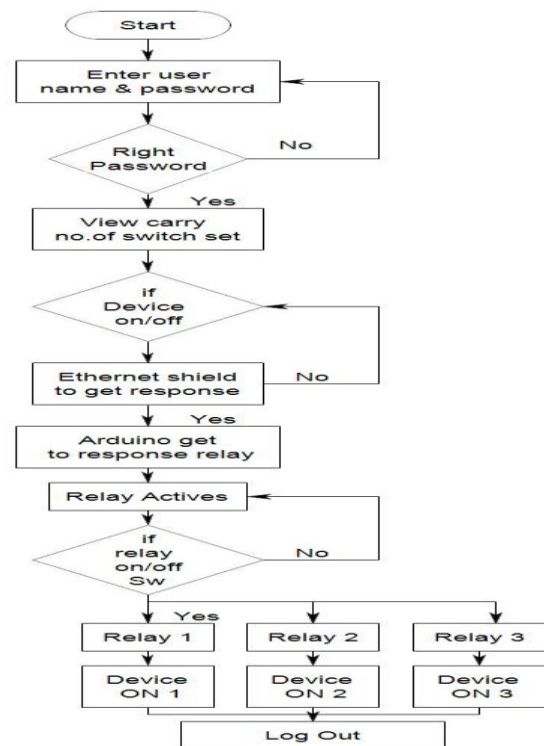 Start
Enter user
name & password
No
Right
Password
Yes
View carry
no.of switch set
if
Device
on/off
Ethernet shield
to get response
No
Yes
Arduino get
to response relay
Relay Actives
if
relay
on/off
Sw
No
Yes
Relay 1
Relay 2
Relay 3
Device
ON 1
Device
ON 2
Device
ON 3
Log Out